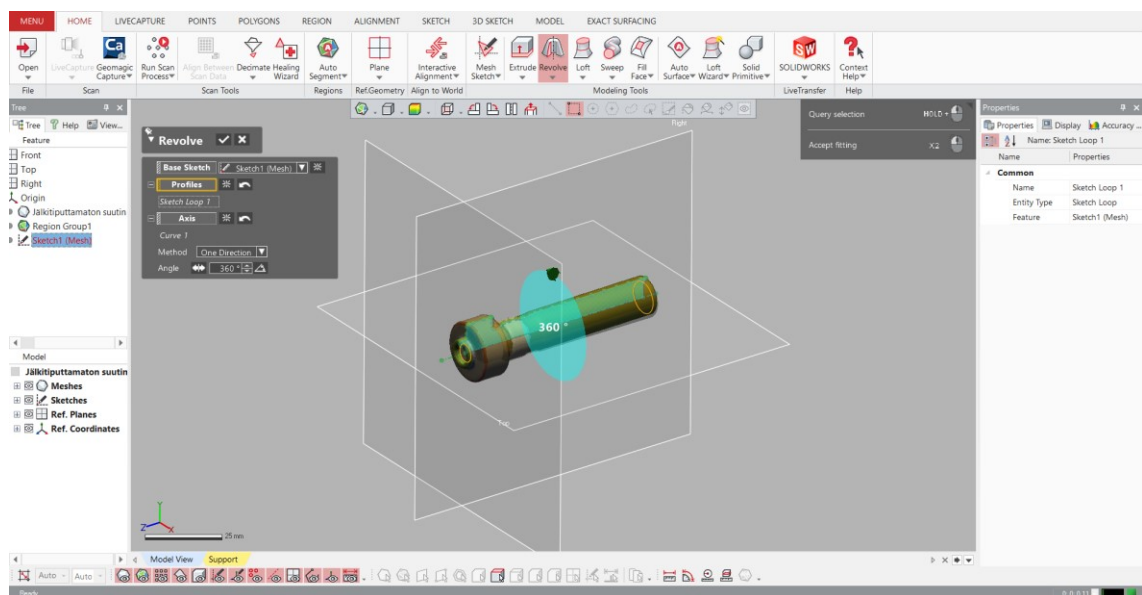 MENU HOME LIVECAPTURE POINTS POLYGONS REGION ALIGNMENT SKETCH 3D SKETCH MODEL EXACT SURFACING
Open LiveCapture Geomagic Capture Run Scan Process Align Between Scan Data Decimate Healing Wizard Auto Segment Plane Interactive Alignment Mesh Sketch Extrude Revolve Loft Sweep Fill Face Auto Surface Loft Wizard Solid Primitive SOLIDWORKS Context Help
File Scan Scan Tools Regions Ref.Geometry Align to World Modeling Tools LiveTransfer Help
Tree
Tree Help View...
Feature
Front
Top
Right
Origin
Jälkitiputtamaton suutin
Region Group1
Sketch1 (Mesh)
Model
Jälkitiputtamaton suutin
Meshes
Sketches
Ref. Planes
Ref. Coordinates
Revolve
Base Sketch Sketch1 (Mesh)
Profiles
Sketch Loop 1
Axis
Curve 1
Method One Direction
Angle 360 °
Right
360 °
Top
Y
Z X
25 mm
Query selection HOLD +
Accept fitting X2
Properties
Properties Display Accuracy ...
Name: Sketch Loop 1
Name Properties
Common
Name Sketch Loop 1
Entity Type Sketch Loop
Feature Sketch1 (Mesh)
Model View Support
Auto Auto
Ready